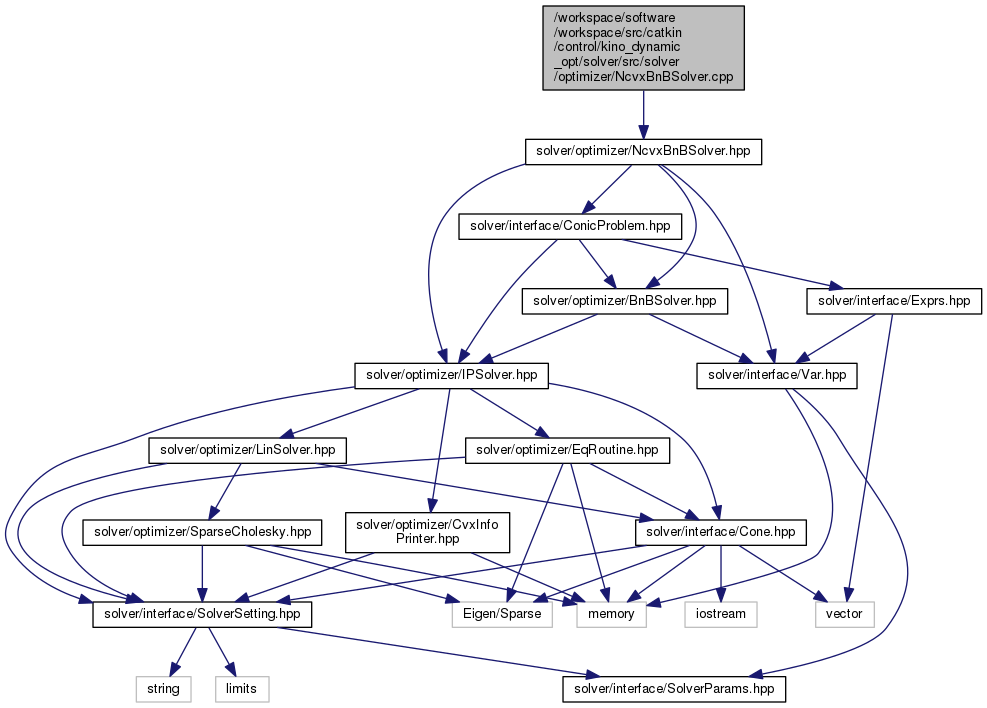 /workspace/software
/workspace/src/catkin
/control/kino_dynamic
_opt/solver/src/solver
/optimizer/NcvxBnBSolver.cpp
solver/optimizer/NcvxBnBSolver.hpp
solver/interface/ConicProblem.hpp
solver/optimizer/BnBSolver.hpp
solver/interface/Exprs.hpp
solver/optimizer/IPSolver.hpp
solver/interface/Var.hpp
solver/optimizer/LinSolver.hpp
solver/optimizer/EqRoutine.hpp
solver/optimizer/SparseCholesky.hpp
solver/optimizer/CvxInfo
Printer.hpp
solver/interface/Cone.hpp
solver/interface/SolverSetting.hpp
Eigen/Sparse
memory
iostream
vector
string
limits
solver/interface/SolverParams.hpp